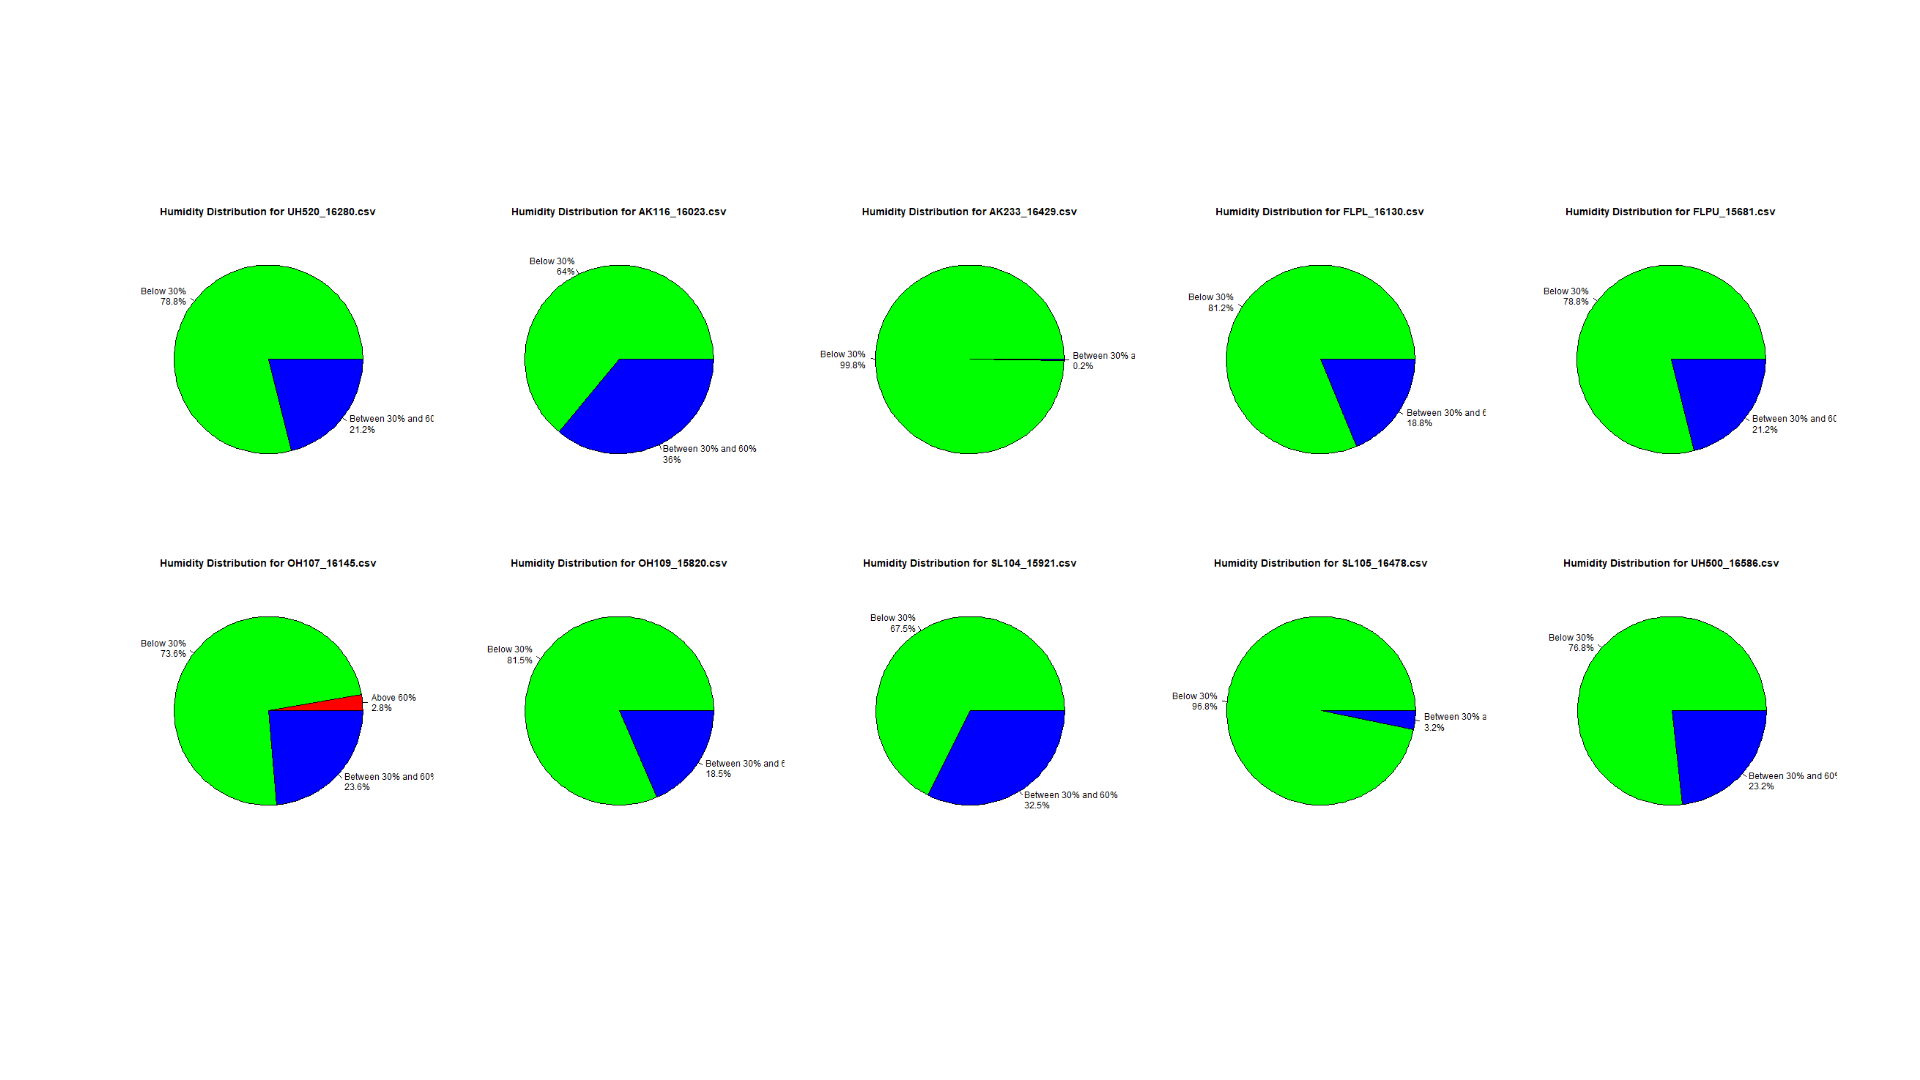 Humidity Distribution for UH520_16280.csv
Below 30%
78.8%
Between 30% and 60
21.2%
Humidity Distribution for AK116_16023.csv
Below 30%
64%
Between 30% and 60%
36%
Humidity Distribution for AK233_16429.csv
Below 30%
99.8%
Between 30% a
0.2%
Humidity Distribution for FLPL_16130.csv
Below 30%
81.2%
Between 30% and
18.8%
Humidity Distribution for FLPU_15681.csv
Below 30%
78.8%
Between 30% and 60
21.2%
Humidity Distribution for OH107_16145.csv
Below 30%
73.6%
Above 60%
2.8%
Between 30% and 60%
23.6%
Humidity Distribution for OH109_15820.csv
Below 30%
81.5%
Between 30% and
18.5%
Humidity Distribution for SL104_15921.csv
Below 30%
67.5%
Between 30% and 60%
32.5%
Humidity Distribution for SL105_16478.csv
Below 30%
96.8%
Between 30% a
3.2%
Humidity Distribution for UH500_16586.csv
Below 30%
76.8%
Between 30% and 60%
23.2%